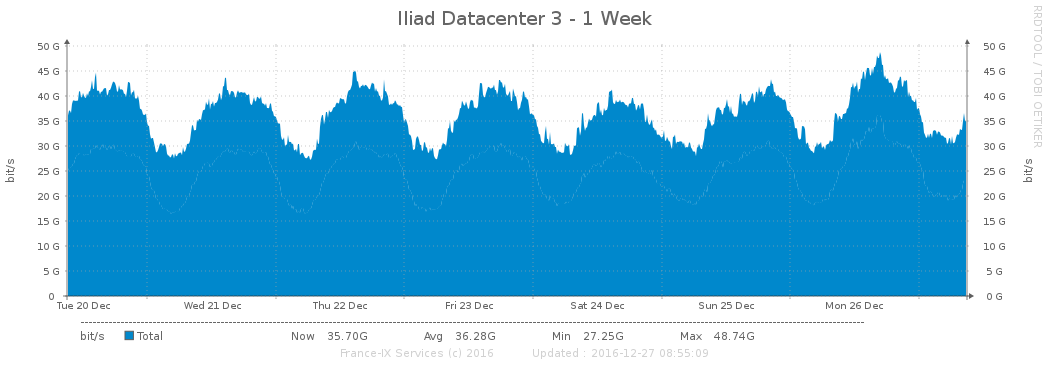 Iliad Datacenter 3 - 1 Week
RRDTOOL / TOBI OETIKER
bit/s
50 G 50 G
45 G 45 G
40 G 40 G
35 G 35 G
30 G 30 G
25 G 25 G
20 G 20 G
15 G 15 G
10 G 10 G
5 G 5 G
0 0 G
bit/s
Tue 20 Dec Wed 21 Dec Thu 22 Dec Fri 23 Dec Sat 24 Dec Sun 25 Dec Mon 26 Dec
bit/s Total Now 35.70G Avg 36.28G Min 27.25G Max 48.74G
France-IX Services (c) 2016 Updated : 2016-12-27 08:55:09